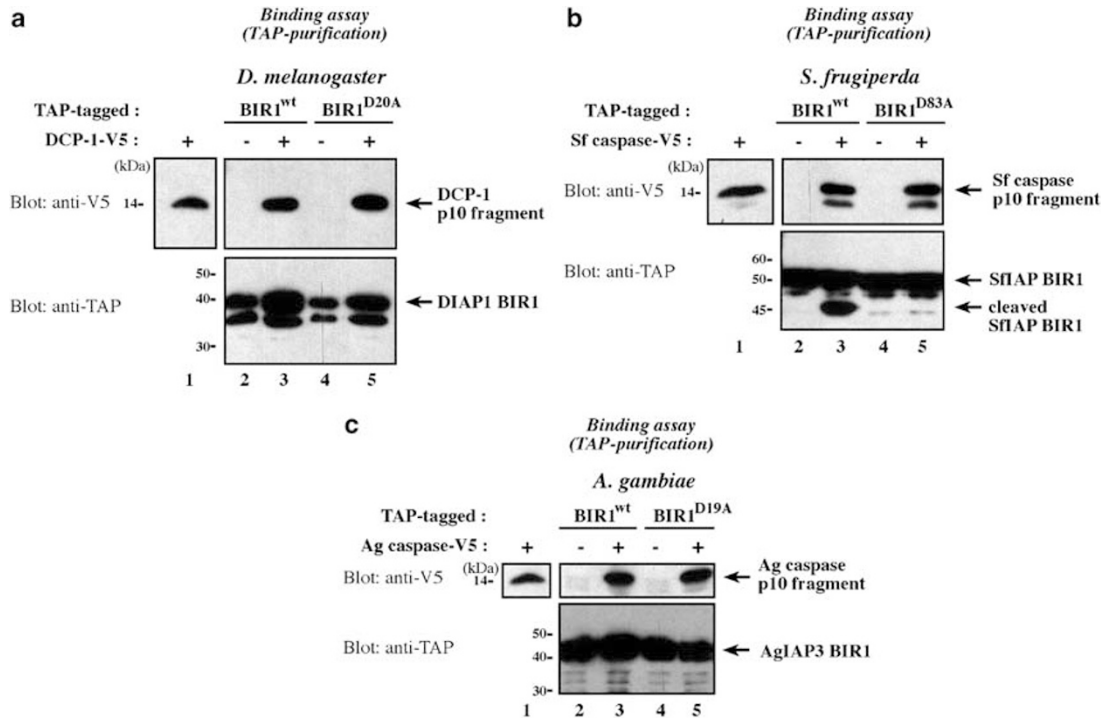 a
Binding assay
(TAP-purification)
D. melanogaster
TAP-tagged : BIR1wt BIR1D20A
DCP-1-V5 : + - + - +
(kDa)
Blot: anti-V5 14- DCP-1
p10 fragment
50-
Blot: anti-TAP 40- DIAP1 BIR1
30-
1 2 3 4 5
b
Binding assay
(TAP-purification)
S. frugiperda
TAP-tagged : BIR1wt BIR1D83A
Sf caspase-V5 : + - + - +
(kDa)
Blot: anti-V5 14- Sf caspase
p10 fragment
60-
Blot: anti-TAP 50- SfIAP BIR1
45- cleaved
SfIAP BIR1
1 2 3 4 5
c
Binding assay
(TAP-purification)
A. gambiae
TAP-tagged : BIR1wt BIR1D19A
Ag caspase-V5 : + - + - +
(kDa)
Blot: anti-V5 14- Ag caspase
p10 fragment
50-
Blot: anti-TAP 40- AgIAP3 BIR1
30-
1 2 3 4 5